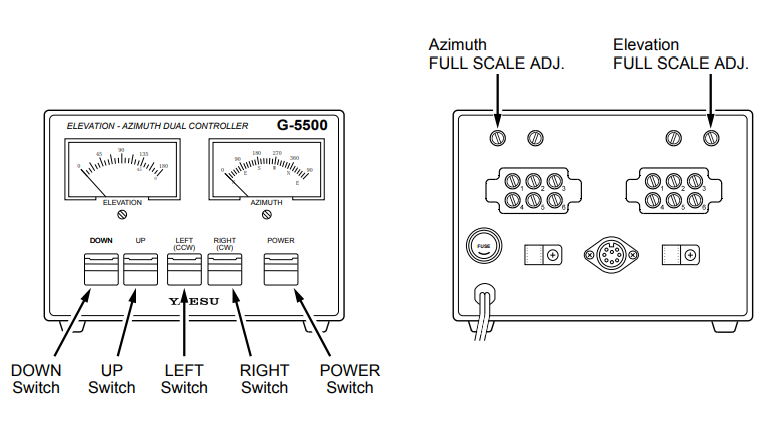 Azimuth
FULL SCALE ADJ.
Elevation
FULL SCALE ADJ.
ELEVATION - AZIMUTH DUAL CONTROLLER
G-5500
0 45 90 135 180
ELEVATION
0 90 180 270 360 90
N E S W N E
AZIMUTH
DOWN
UP
LEFT
(CCW)
RIGHT
(CW)
POWER
YAESU
DOWN
Switch
UP
Switch
LEFT
Switch
RIGHT
Switch
POWER
Switch
1 2 3
4 5 6
1 2 3
4 5 6
FUSE